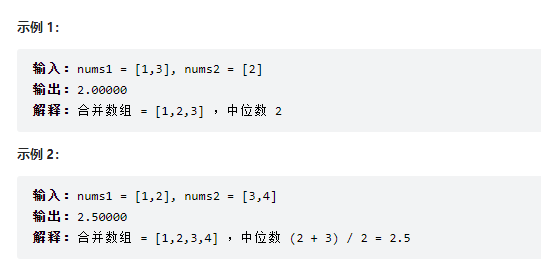 示例 1:
输入：nums1 = [1,3], nums2 = [2]
输出：2.00000
解释：合并数组 = [1,2,3] ，中位数 2
示例 2:
输入：nums1 = [1,2], nums2 = [3,4]
输出：2.50000
解释：合并数组 = [1,2,3,4] ，中位数 (2 + 3) / 2 = 2.5